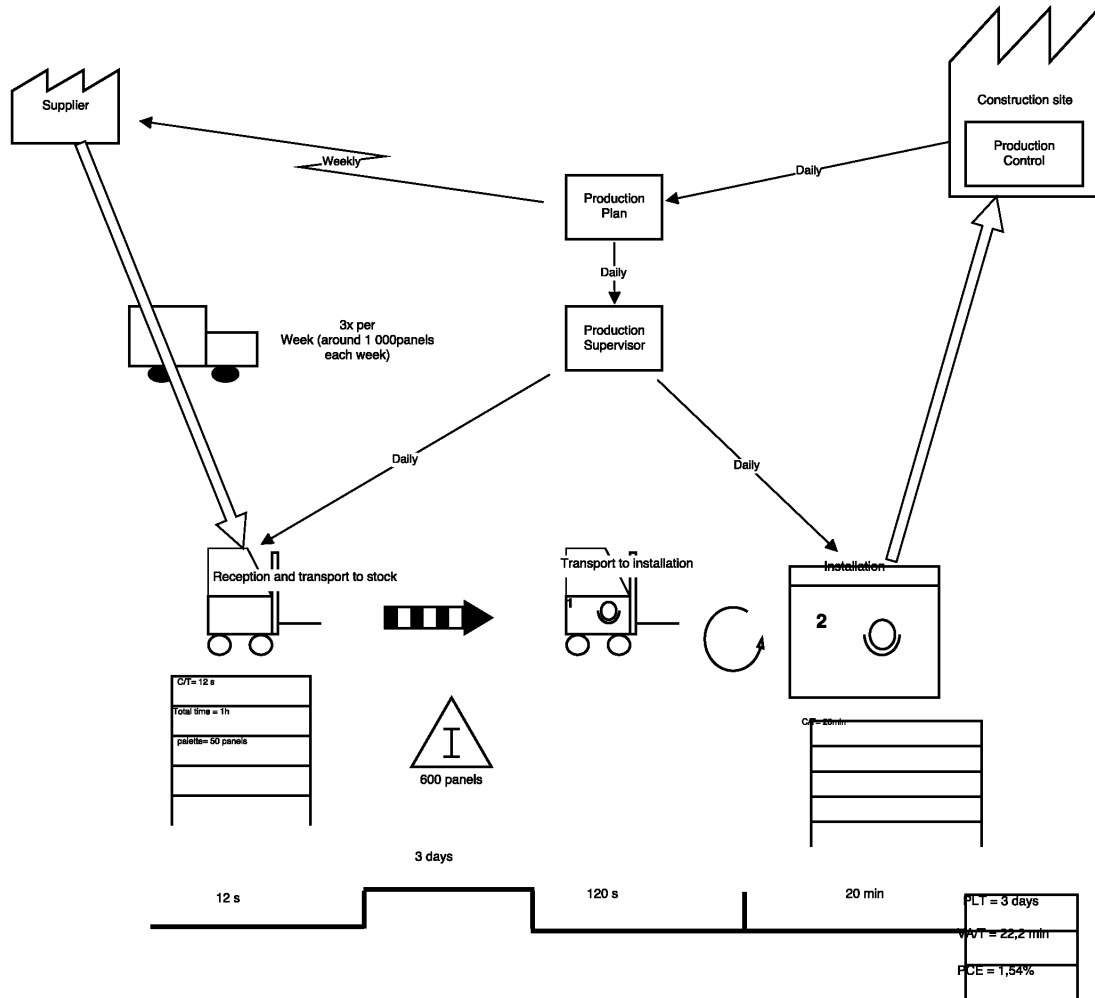 Supplier
Construction site
Production
Control
Weekly
Daily
Production
Plan
Daily
Production
Supervisor
3x per
Week (around 1 000panels
each week)
Daily
Daily
Reception and transport to stock
Transport to installation
Installation
1
2
C/T= 12 s
Total time = 1h
palette= 50 panels
I
600 panels
C/T= 20min
3 days
12 s
120 s
20 min
PLT = 3 days
VA/T = 22,2 min
PCE = 1,54%